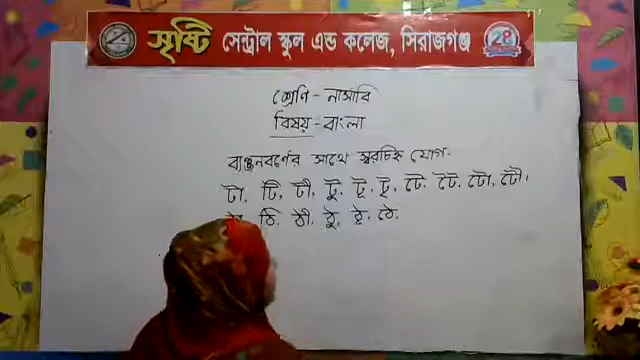 সৃষ্টি সেন্ট্রাল স্কুল এন্ড কলেজ, সিরাজগঞ্জ
শ্রেণি - নার্সারি
বিষয় - বাংলা
ব্যঞ্জনবর্ণের সাথে স্বরচিহ্ন যোগ-
টা. টি, টী. টু. টূ. টৃ, টে. টৈ. টো, টৌ।
ঠি. ঠী. ঠু. ঠৃ. ঠে.